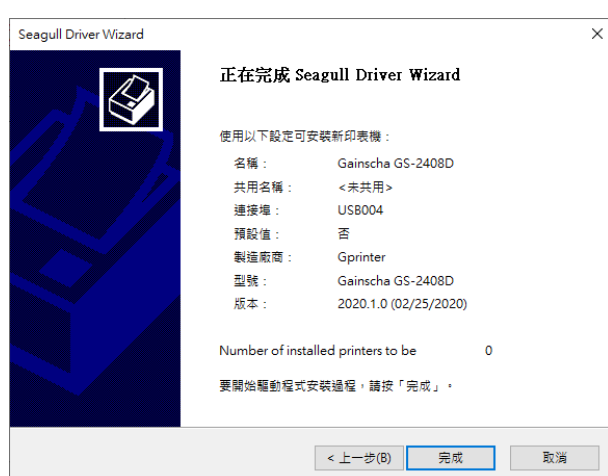 Seagull Driver Wizard
正在完成 Seagull Driver Wizard
使用以下設定可安裝新印表機：
名稱： Gainscha GS-2408D
共用名稱： <未共用>
連接埠： USB004
預設值： 否
製造廠商： Gprinter
型號： Gainscha GS-2408D
版本： 2020.1.0 (02/25/2020)
Number of installed printers to be 0
要開始驅動程式安裝過程，請按「完成」。
< 上一步(B) 完成 取消